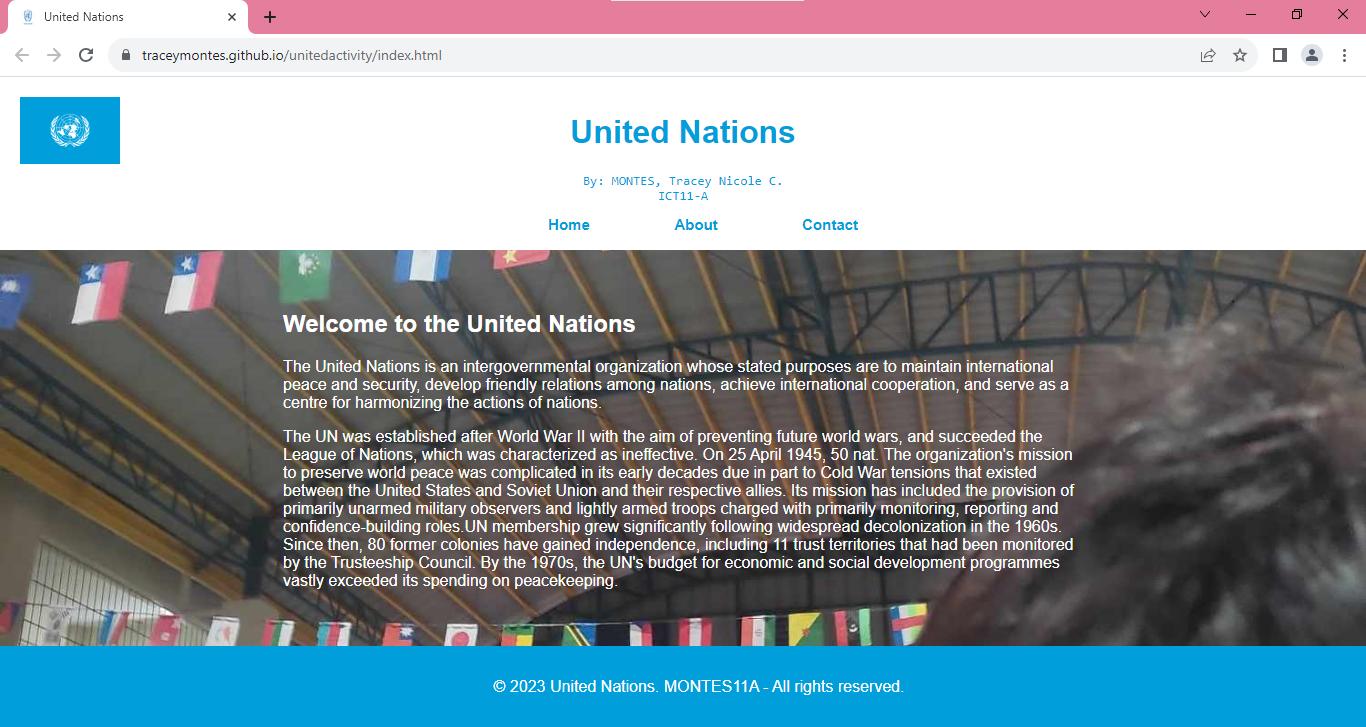 United Nations
traceymontes.github.io/unitedactivity/index.html
United Nations
By: MONTES, Tracey Nicole C.
ICT11-A
Home About Contact
Welcome to the United Nations
The United Nations is an intergovernmental organization whose stated purposes are to maintain international
peace and security, develop friendly relations among nations, achieve international cooperation, and serve as a
centre for harmonizing the actions of nations.
The UN was established after World War II with the aim of preventing future world wars, and succeeded the
League of Nations, which was characterized as ineffective. On 25 April 1945, 50 nat. The organization's mission
to preserve world peace was complicated in its early decades due in part to Cold War tensions that existed
between the United States and Soviet Union and their respective allies. Its mission has included the provision of
primarily unarmed military observers and lightly armed troops charged with primarily monitoring, reporting and
confidence-building roles.UN membership grew significantly following widespread decolonization in the 1960s.
Since then, 80 former colonies have gained independence, including 11 trust territories that had been monitored
by the Trusteeship Council. By the 1970s, the UN's budget for economic and social development programmes
vastly exceeded its spending on peacekeeping.
© 2023 United Nations. MONTES11A - All rights reserved.